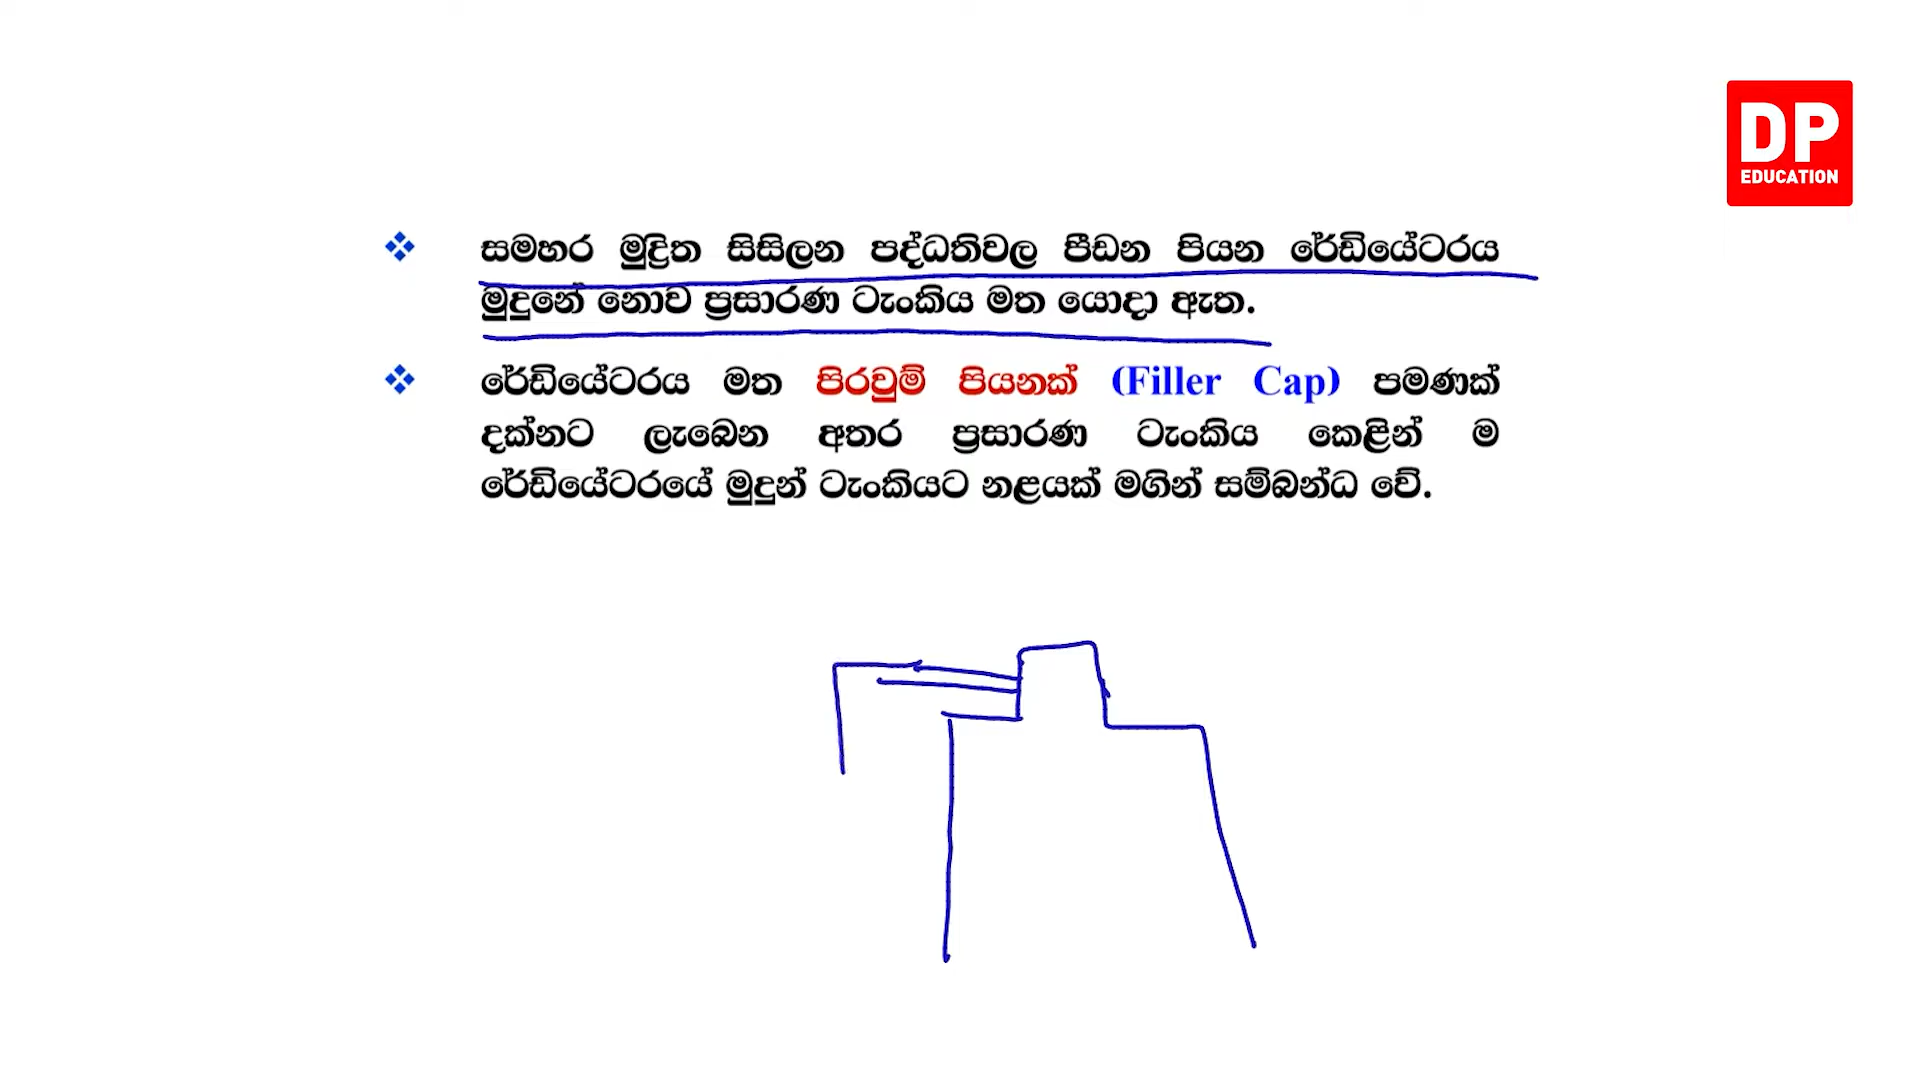 DP
EDUCATION
සමහර මුද්‍රිත සිසිලන පද්ධතිවල පීඩන පියන රේඩියේටරය
මුදුනේ නොව ප්‍රසාරණ ටැංකිය මත යොදා ඇත.
රේඩියේටරය මත පිරවුම් පියනක් (Filler Cap) පමණක්
දක්නට ලැබෙන අතර ප්‍රසාරණ ටැංකිය කෙළින් ම
රේඩියේටරයේ මුදුන් ටැංකියට නළයක් මගින් සම්බන්ධ වේ.